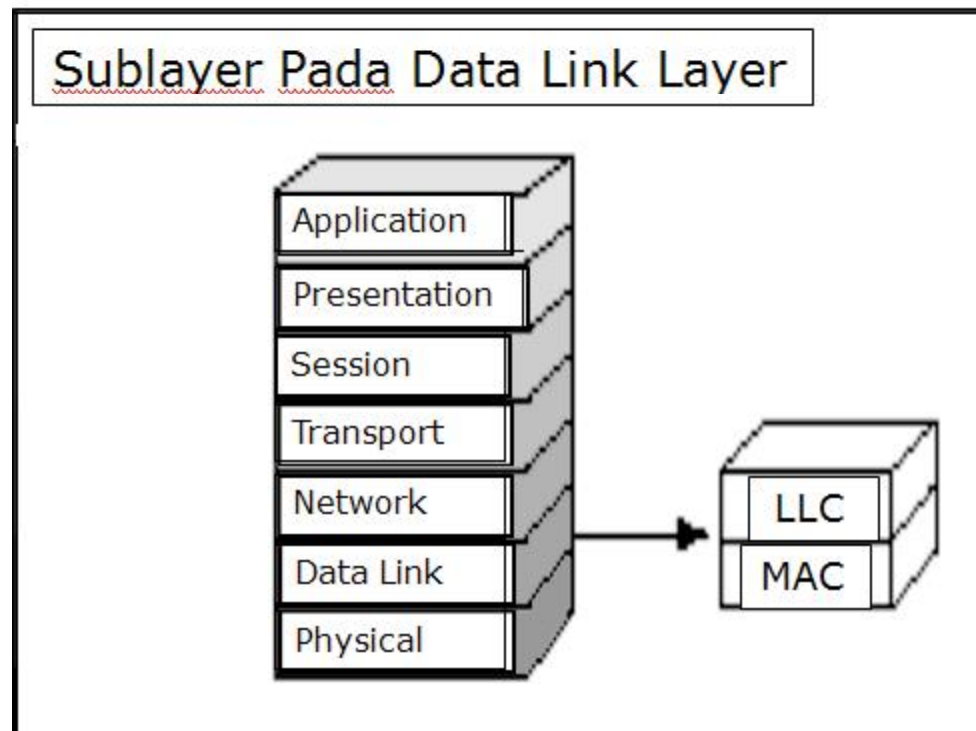 Sublayer Pada Data Link Layer
Application
Presentation
Session
Transport
Network
Data Link
Physical
LLC
MAC